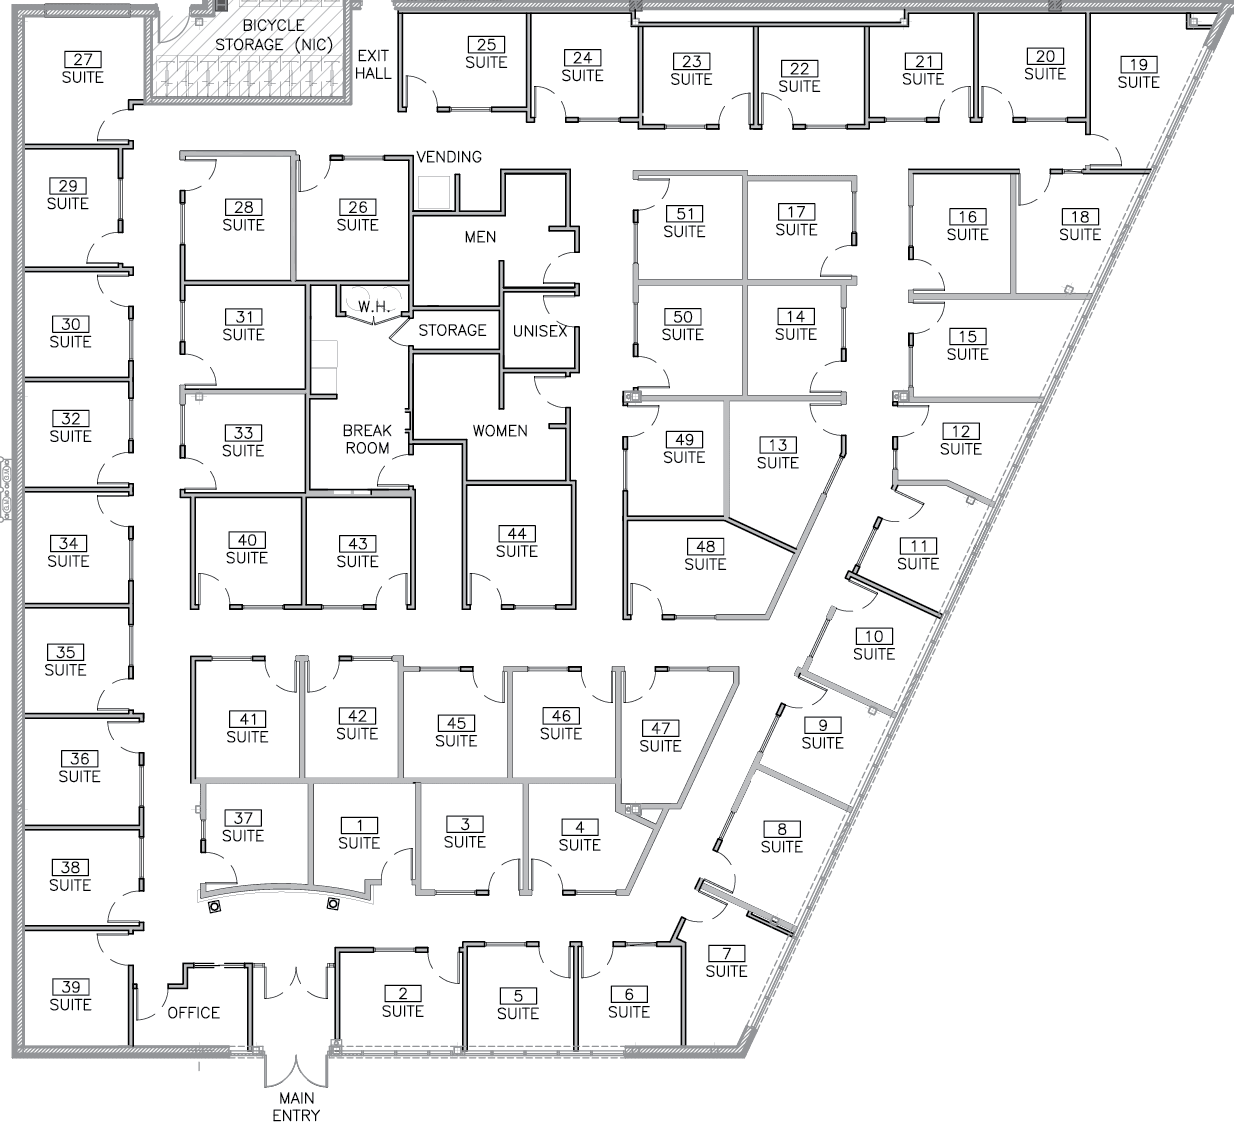 BICYCLE
STORAGE (NIC)
EXIT
HALL
27
SUITE
25
SUITE
24
SUITE
23
SUITE
22
SUITE
21
SUITE
20
SUITE
19
SUITE
VENDING
29
SUITE
28
SUITE
26
SUITE
MEN
51
SUITE
17
SUITE
16
SUITE
18
SUITE
30
SUITE
31
SUITE
W.H.
STORAGE
UNISEX
50
SUITE
14
SUITE
15
SUITE
32
SUITE
33
SUITE
BREAK
ROOM
WOMEN
49
SUITE
13
SUITE
12
SUITE
34
SUITE
40
SUITE
43
SUITE
44
SUITE
48
SUITE
11
SUITE
35
SUITE
10
SUITE
36
SUITE
41
SUITE
42
SUITE
45
SUITE
46
SUITE
47
SUITE
9
SUITE
37
SUITE
1
SUITE
3
SUITE
4
SUITE
8
SUITE
38
SUITE
39
SUITE
OFFICE
2
SUITE
5
SUITE
6
SUITE
7
SUITE
MAIN
ENTRY